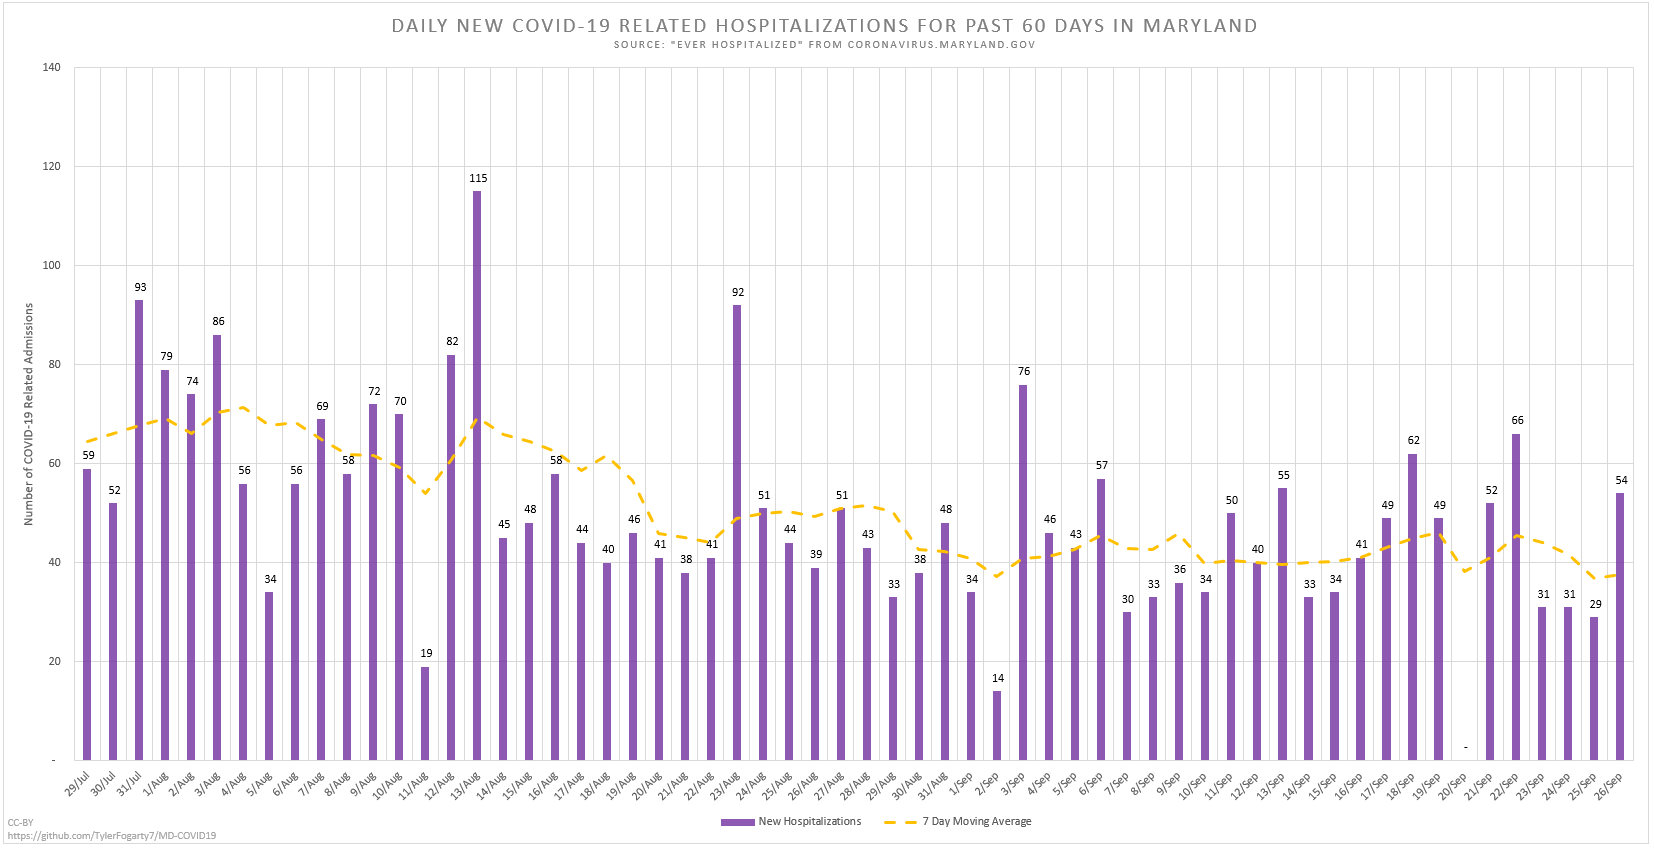 DAILY NEW COVID-19 RELATED HOSPITALIZATIONS FOR PAST 60 DAYS IN MARYLAND
SOURCE: "EVER HOSPITALIZED" FROM CORONAVIRUS.MARYLAND.GOV
Number of COVID-19 Related Admissions
140
120
100
80
60
40
20
-
59 52 93 79 74 86 56 34 56 69 58 72 70 19 82 115 45 48 58 44 40 46 41 38 41 92 51 44 39 51 43 33 38 48 34 14 76 46 43 57 30 33 36 34 50 40 55 33 34 41 49 62 49 - 52 66 31 31 29 54
29/Jul 30/Jul 31/Jul 1/Aug 2/Aug 3/Aug 4/Aug 5/Aug 6/Aug 7/Aug 8/Aug 9/Aug 10/Aug 11/Aug 12/Aug 13/Aug 14/Aug 15/Aug 16/Aug 17/Aug 18/Aug 19/Aug 20/Aug 21/Aug 22/Aug 23/Aug 24/Aug 25/Aug 26/Aug 27/Aug 28/Aug 29/Aug 30/Aug 31/Aug 1/Sep 2/Sep 3/Sep 4/Sep 5/Sep 6/Sep 7/Sep 8/Sep 9/Sep 10/Sep 11/Sep 12/Sep 13/Sep 14/Sep 15/Sep 16/Sep 17/Sep 18/Sep 19/Sep 20/Sep 21/Sep 22/Sep 23/Sep 24/Sep 25/Sep 26/Sep
New Hospitalizations 7 Day Moving Average
CC-BY
https://github.com/TylerFogarty7/MD-COVID19